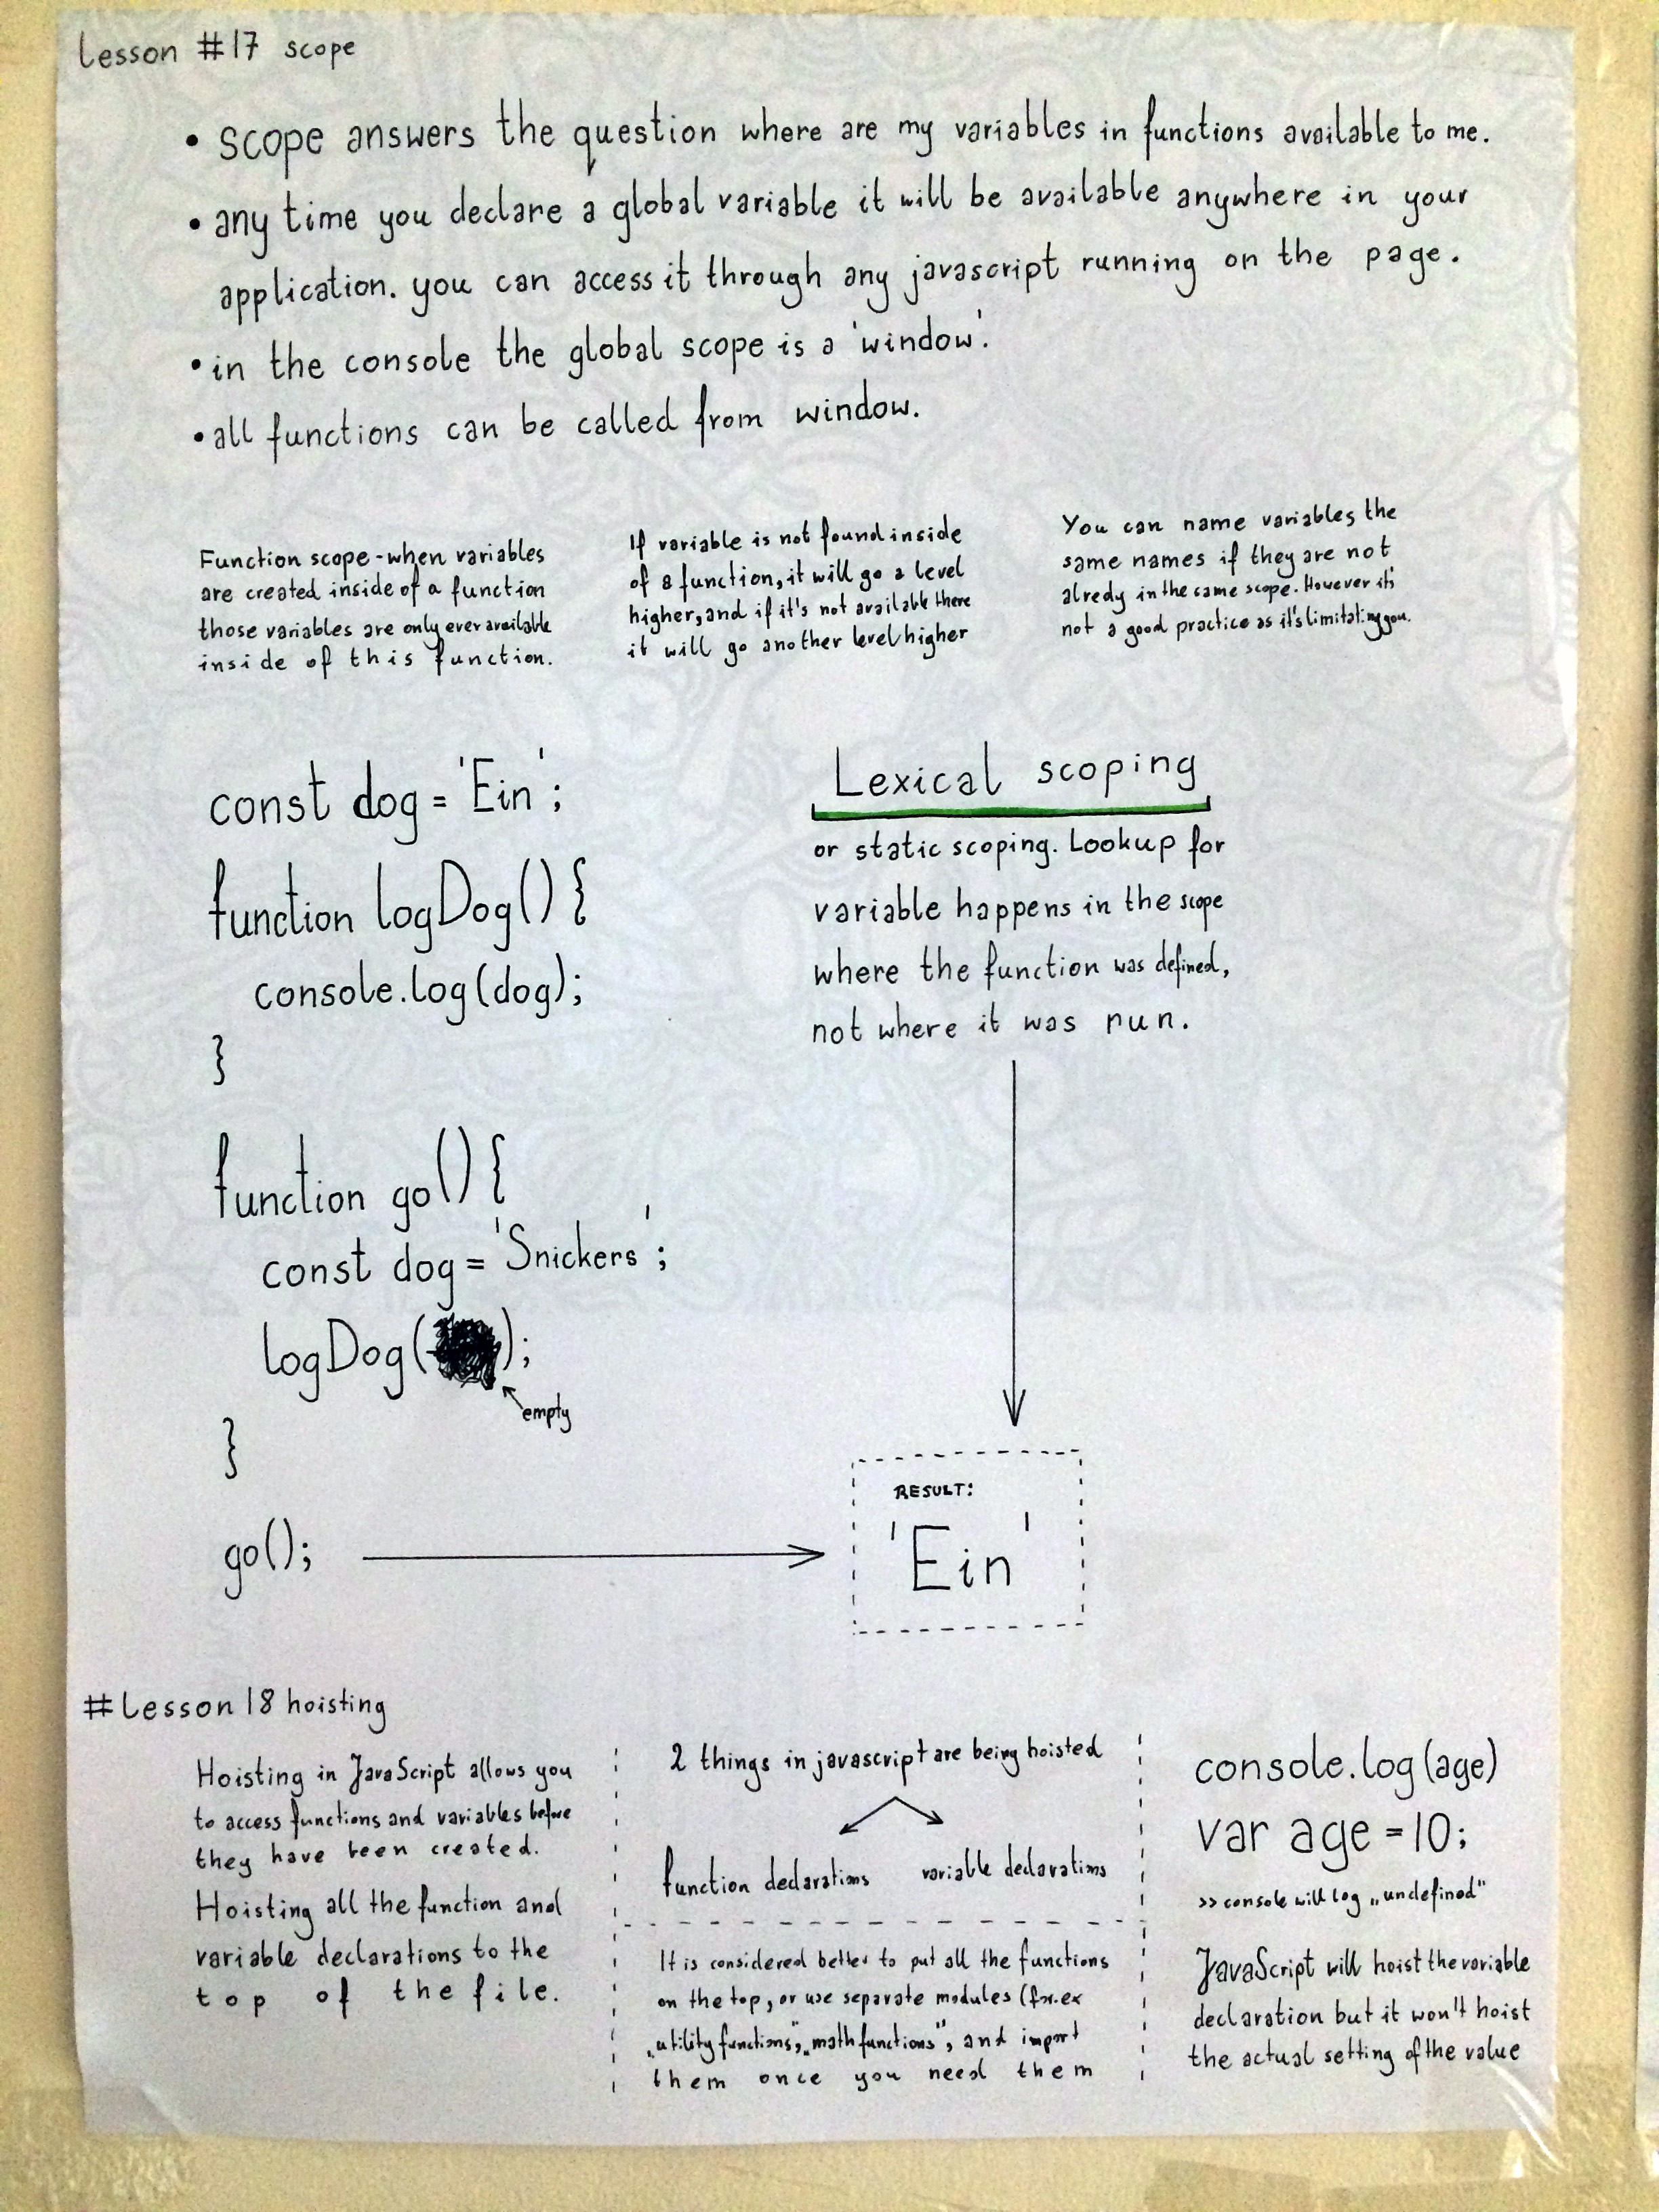 Lesson #17 scope
• scope answers the question where are my variables in functions available to me.
• any time you declare a global variable it will be available anywhere in your
application. you can access it through any javascript running on the page.
• in the console the global scope is a 'window'.
• all functions can be called from window.
Function scope - when variables
are created inside of a function
those variables are only ever available
inside of this function.
If variable is not found inside
of a function, it will go a level
higher, and if it's not available there
it will go another level higher
You can name variables the
same names if they are not
alredy in the same scope. However it's
not a good practice as it's limitating you.
const dog = 'Ein';
function logDog() {
console.log(dog);
}
function go() {
const dog = 'Snickers';
logDog( );
empty
}
go();
Lexical scoping
or static scoping. Lookup for
variable happens in the scope
where the function was defined,
not where it was run.
RESULT:
'Ein'
# Lesson 18 hoisting
Hoisting in JavaScript allows you
to access functions and variables before
they have been created.
Hoisting all the function and
variable declarations to the
top of the file.
2 things in javascript are being hoisted
function declarations variable declarations
It is considered better to put all the functions
on the top, or use separate modules (for.ex
„utility functions", „math functions", and import
them once you need them
console.log(age)
var age = 10;
>> console will log „undefined"
JavaScript will hoist the variable
declaration but it won't hoist
the actual setting of the value